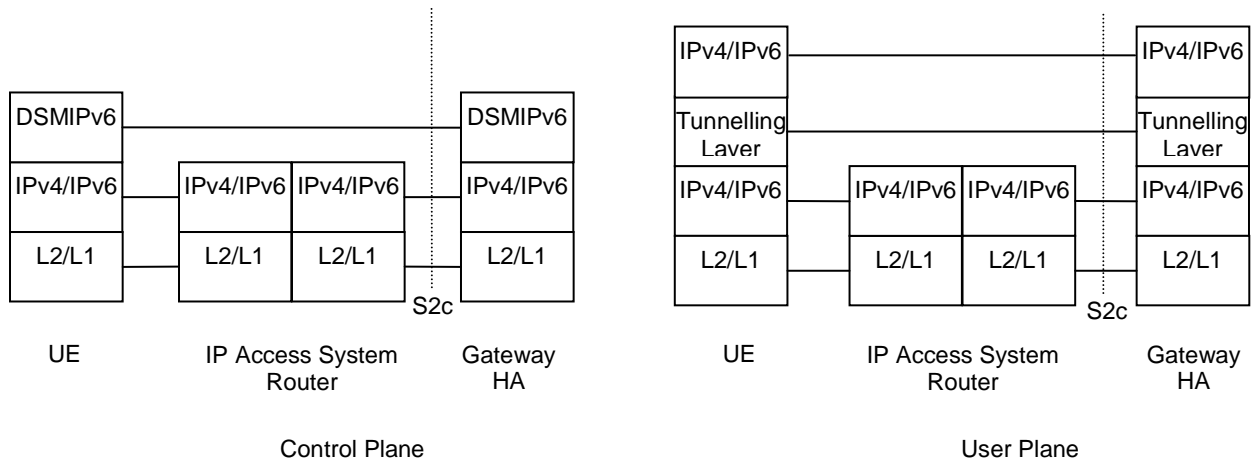 IPv4/IPv6 IPv4/IPv6
DSMIPv6 DSMIPv6 Tunnelling Layer Tunnelling Layer
IPv4/IPv6 IPv4/IPv6 IPv4/IPv6 IPv4/IPv6 IPv4/IPv6 IPv4/IPv6 IPv4/IPv6 IPv4/IPv6
L2/L1 L2/L1 L2/L1 L2/L1 L2/L1 L2/L1 L2/L1 L2/L1
S2c S2c
UE IP Access System Router Gateway HA UE IP Access System Router Gateway HA
Control Plane User Plane